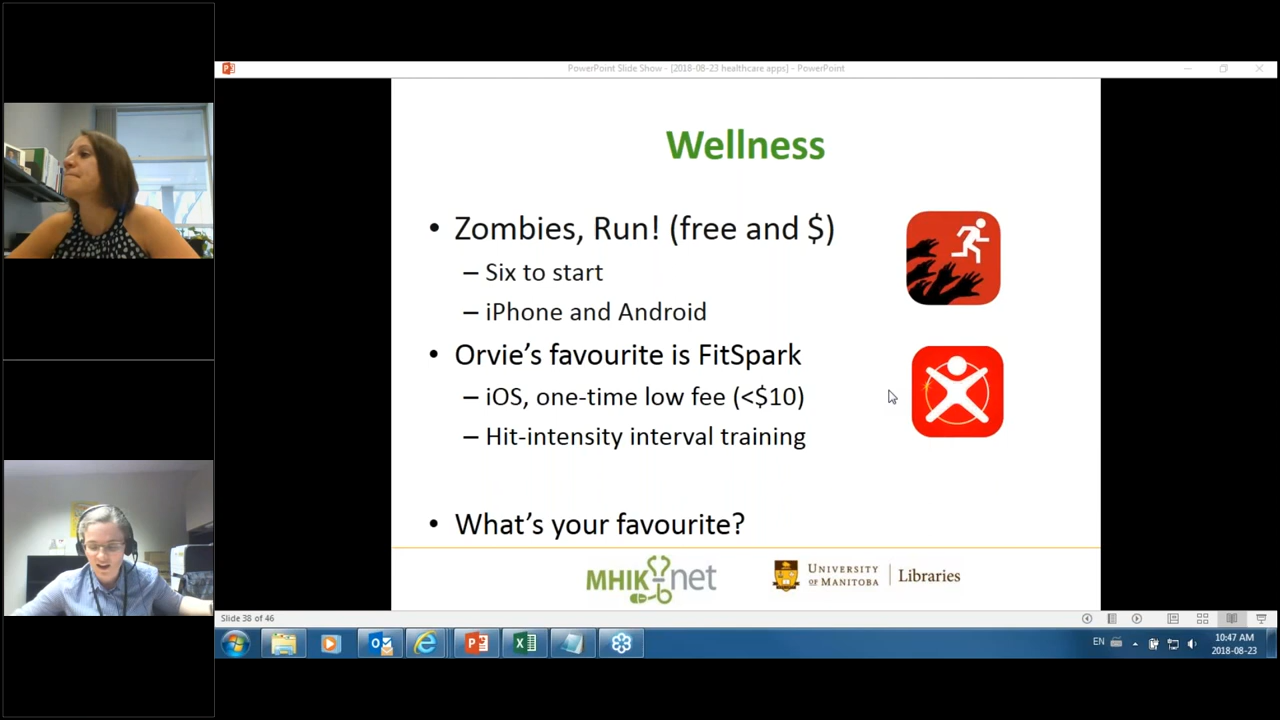 PowerPoint Slide Show - [2018-08-23 healthcare apps] - PowerPoint
Wellness
• Zombies, Run! (free and $)
– Six to start
– iPhone and Android
• Orvie's favourite is FitSpark
– iOS, one-time low fee (<$10)
– Hit-intensity interval training
• What's your favourite?
MHIKnet
UNIVERSITY OF MANITOBA | Libraries
Slide 38 of 46
EN
10:47 AM
2018-08-23